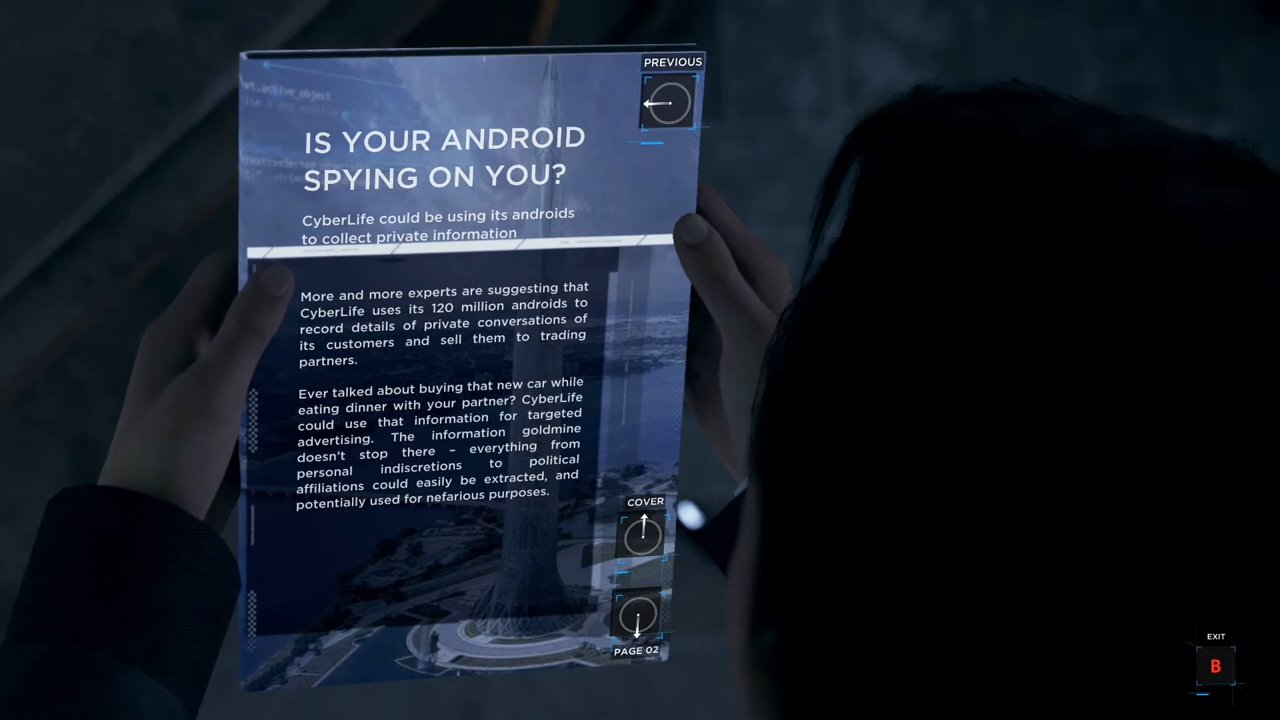 PREVIOUS
xt.active_object
IS YOUR ANDROID
SPYING ON YOU?
CyberLife could be using its androids
to collect private information
More and more experts are suggesting that
CyberLife uses its 120 million androids to
record details of private conversations of
its customers and sell them to trading
partners.
Ever talked about buying that new car while
eating dinner with your partner? CyberLife
could use that information for targeted
advertising. The information goldmine
doesn't stop there – everything from
personal indiscretions to political
affiliations could easily be extracted, and
potentially used for nefarious purposes.
COVER
PAGE 02
EXIT
B